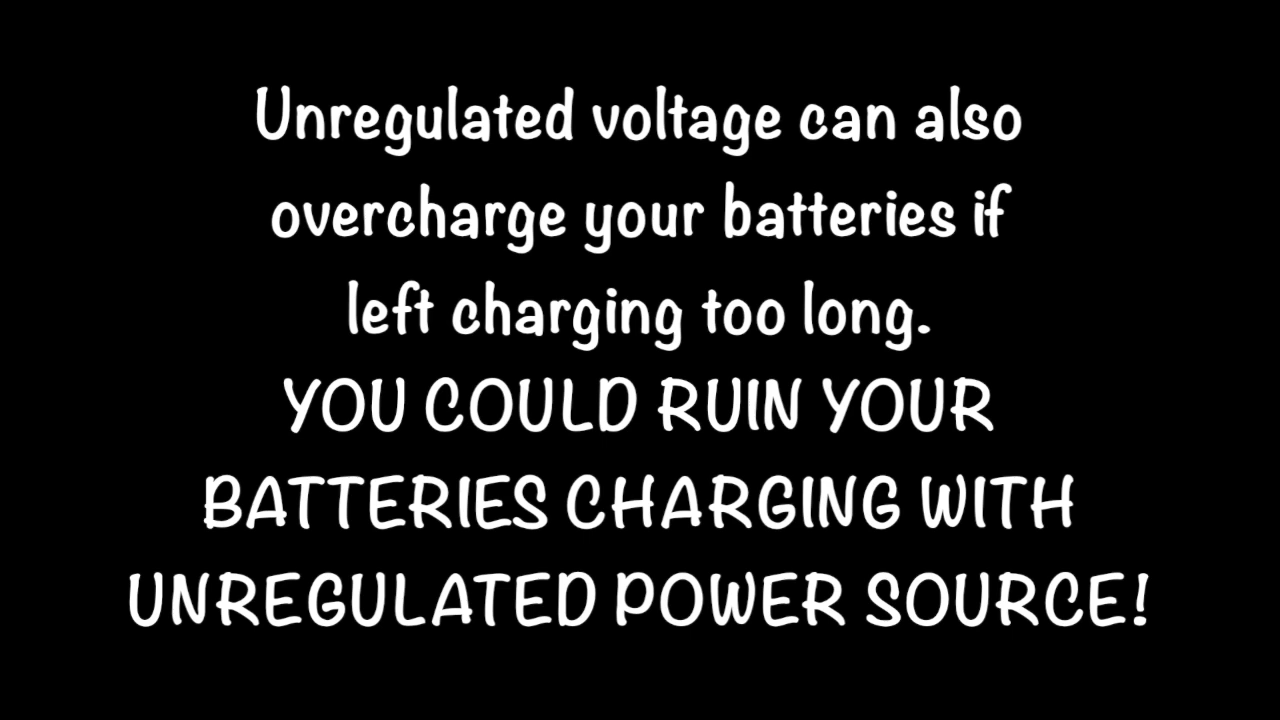 Unregulated voltage can also
overcharge your batteries if
left charging too long.
YOU COULD RUIN YOUR
BATTERIES CHARGING WITH
UNREGULATED POWER SOURCE!